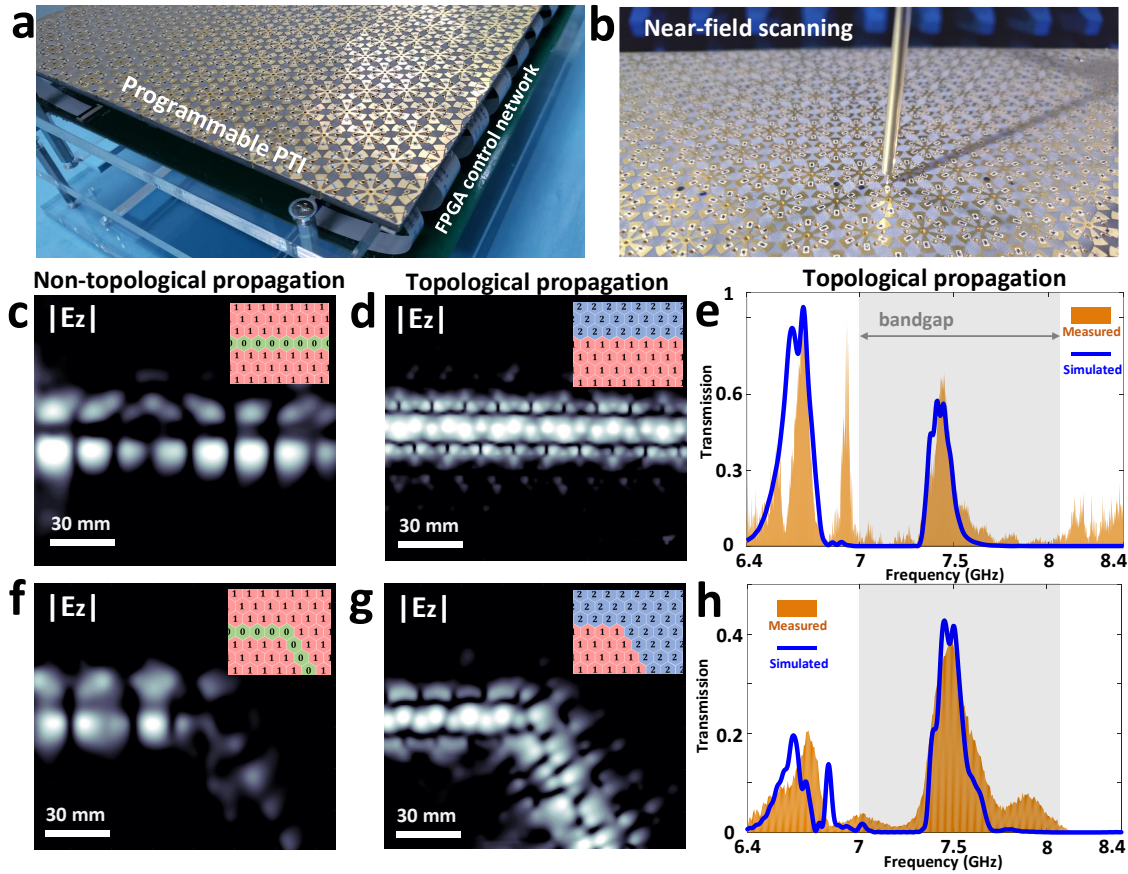 a
Programmable PTI
FPGA control network
b
Near-field scanning
Non-topological propagation
c
|Ez|
30 mm
Topological propagation
d
|Ez|
30 mm
Topological propagation
e
1
0.6
0.3
0
Transmission
bandgap
Measured
Simulated
6.4
7
7.5
8
8.4
Frequency (GHz)
f
|Ez|
30 mm
g
|Ez|
30 mm
h
0.4
0.2
0
Transmission
Measured
Simulated
6.4
7
7.5
8
8.4
Frequency (GHz)